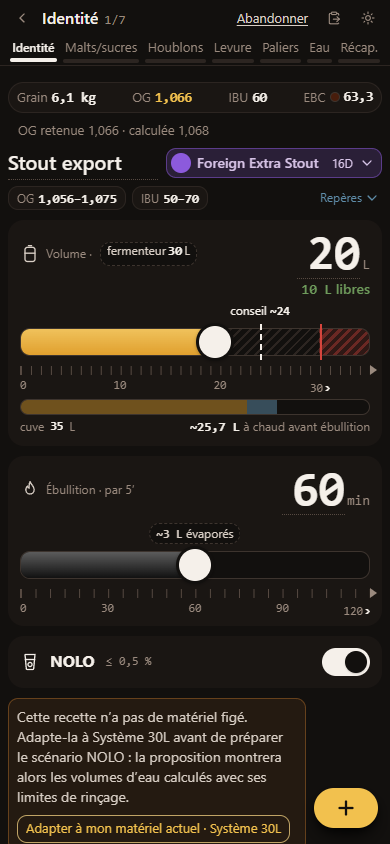 Identité 1/7 Abandonner
Identité Malts/sucres Houblons Levure Paliers Eau Récap.
Grain 6,1 kg OG 1,066 IBU 60 EBC 63,3
OG retenue 1,066 · calculée 1,068
Stout export Foreign Extra Stout 16D
OG 1,056–1,075 IBU 50–70 Repères
Volume · fermenteur 30 L 20 L
10 L libres
conseil ~24
0 10 20 30 ›
cuve 35 L ~25,7 L à chaud avant ébullition
Ébullition · par 5' 60 min
~3 L évaporés
0 30 60 90 120 ›
NOLO ≤ 0,5 %
Cette recette n’a pas de matériel figé.
Adapte-la à Système 30L avant de préparer
le scénario NOLO : la proposition montrera
alors les volumes d’eau calculés avec ses
limites de rinçage.
Adapter à mon matériel actuel · Système 30L